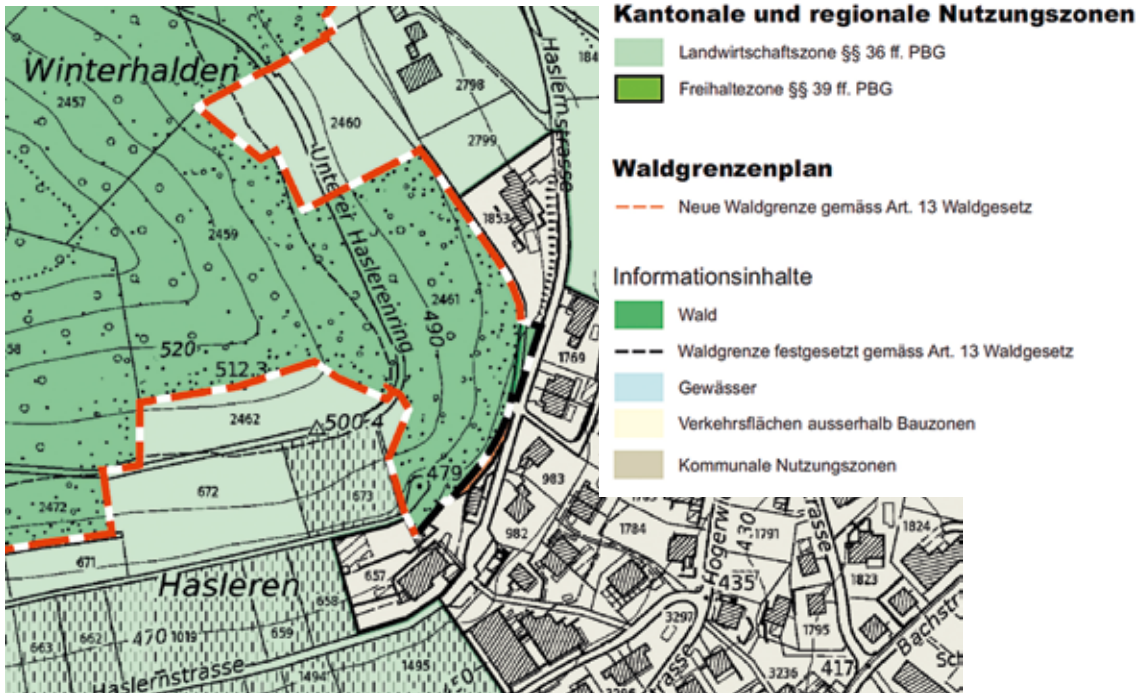 Kantonale und regionale Nutzungszonen
Landwirtschaftszone §§ 36 ff. PBG
Freihaltezone §§ 39 ff. PBG
Waldgrenzenplan
Neue Waldgrenze gemäss Art. 13 Waldgesetz
Informationsinhalte
Wald
Waldgrenze festgesetzt gemäss Art. 13 Waldgesetz
Gewässer
Verkehrsflächen ausserhalb Bauzonen
Kommunale Nutzungszonen
Winterhalden
2457
2460
2798
2799
184
Haslernstrasse
Unterer Haslerenring
1853
2459
2461
490
58
520
512.3
1769
2462
500.4
672
673
479
983
2472
982
1784
1791
430
1824
671
Hasleren
657
435
1823
658
3297
1795
663
662
470
1019
659
Haslernstrasse
1494
1495
3236
417
Bachstr